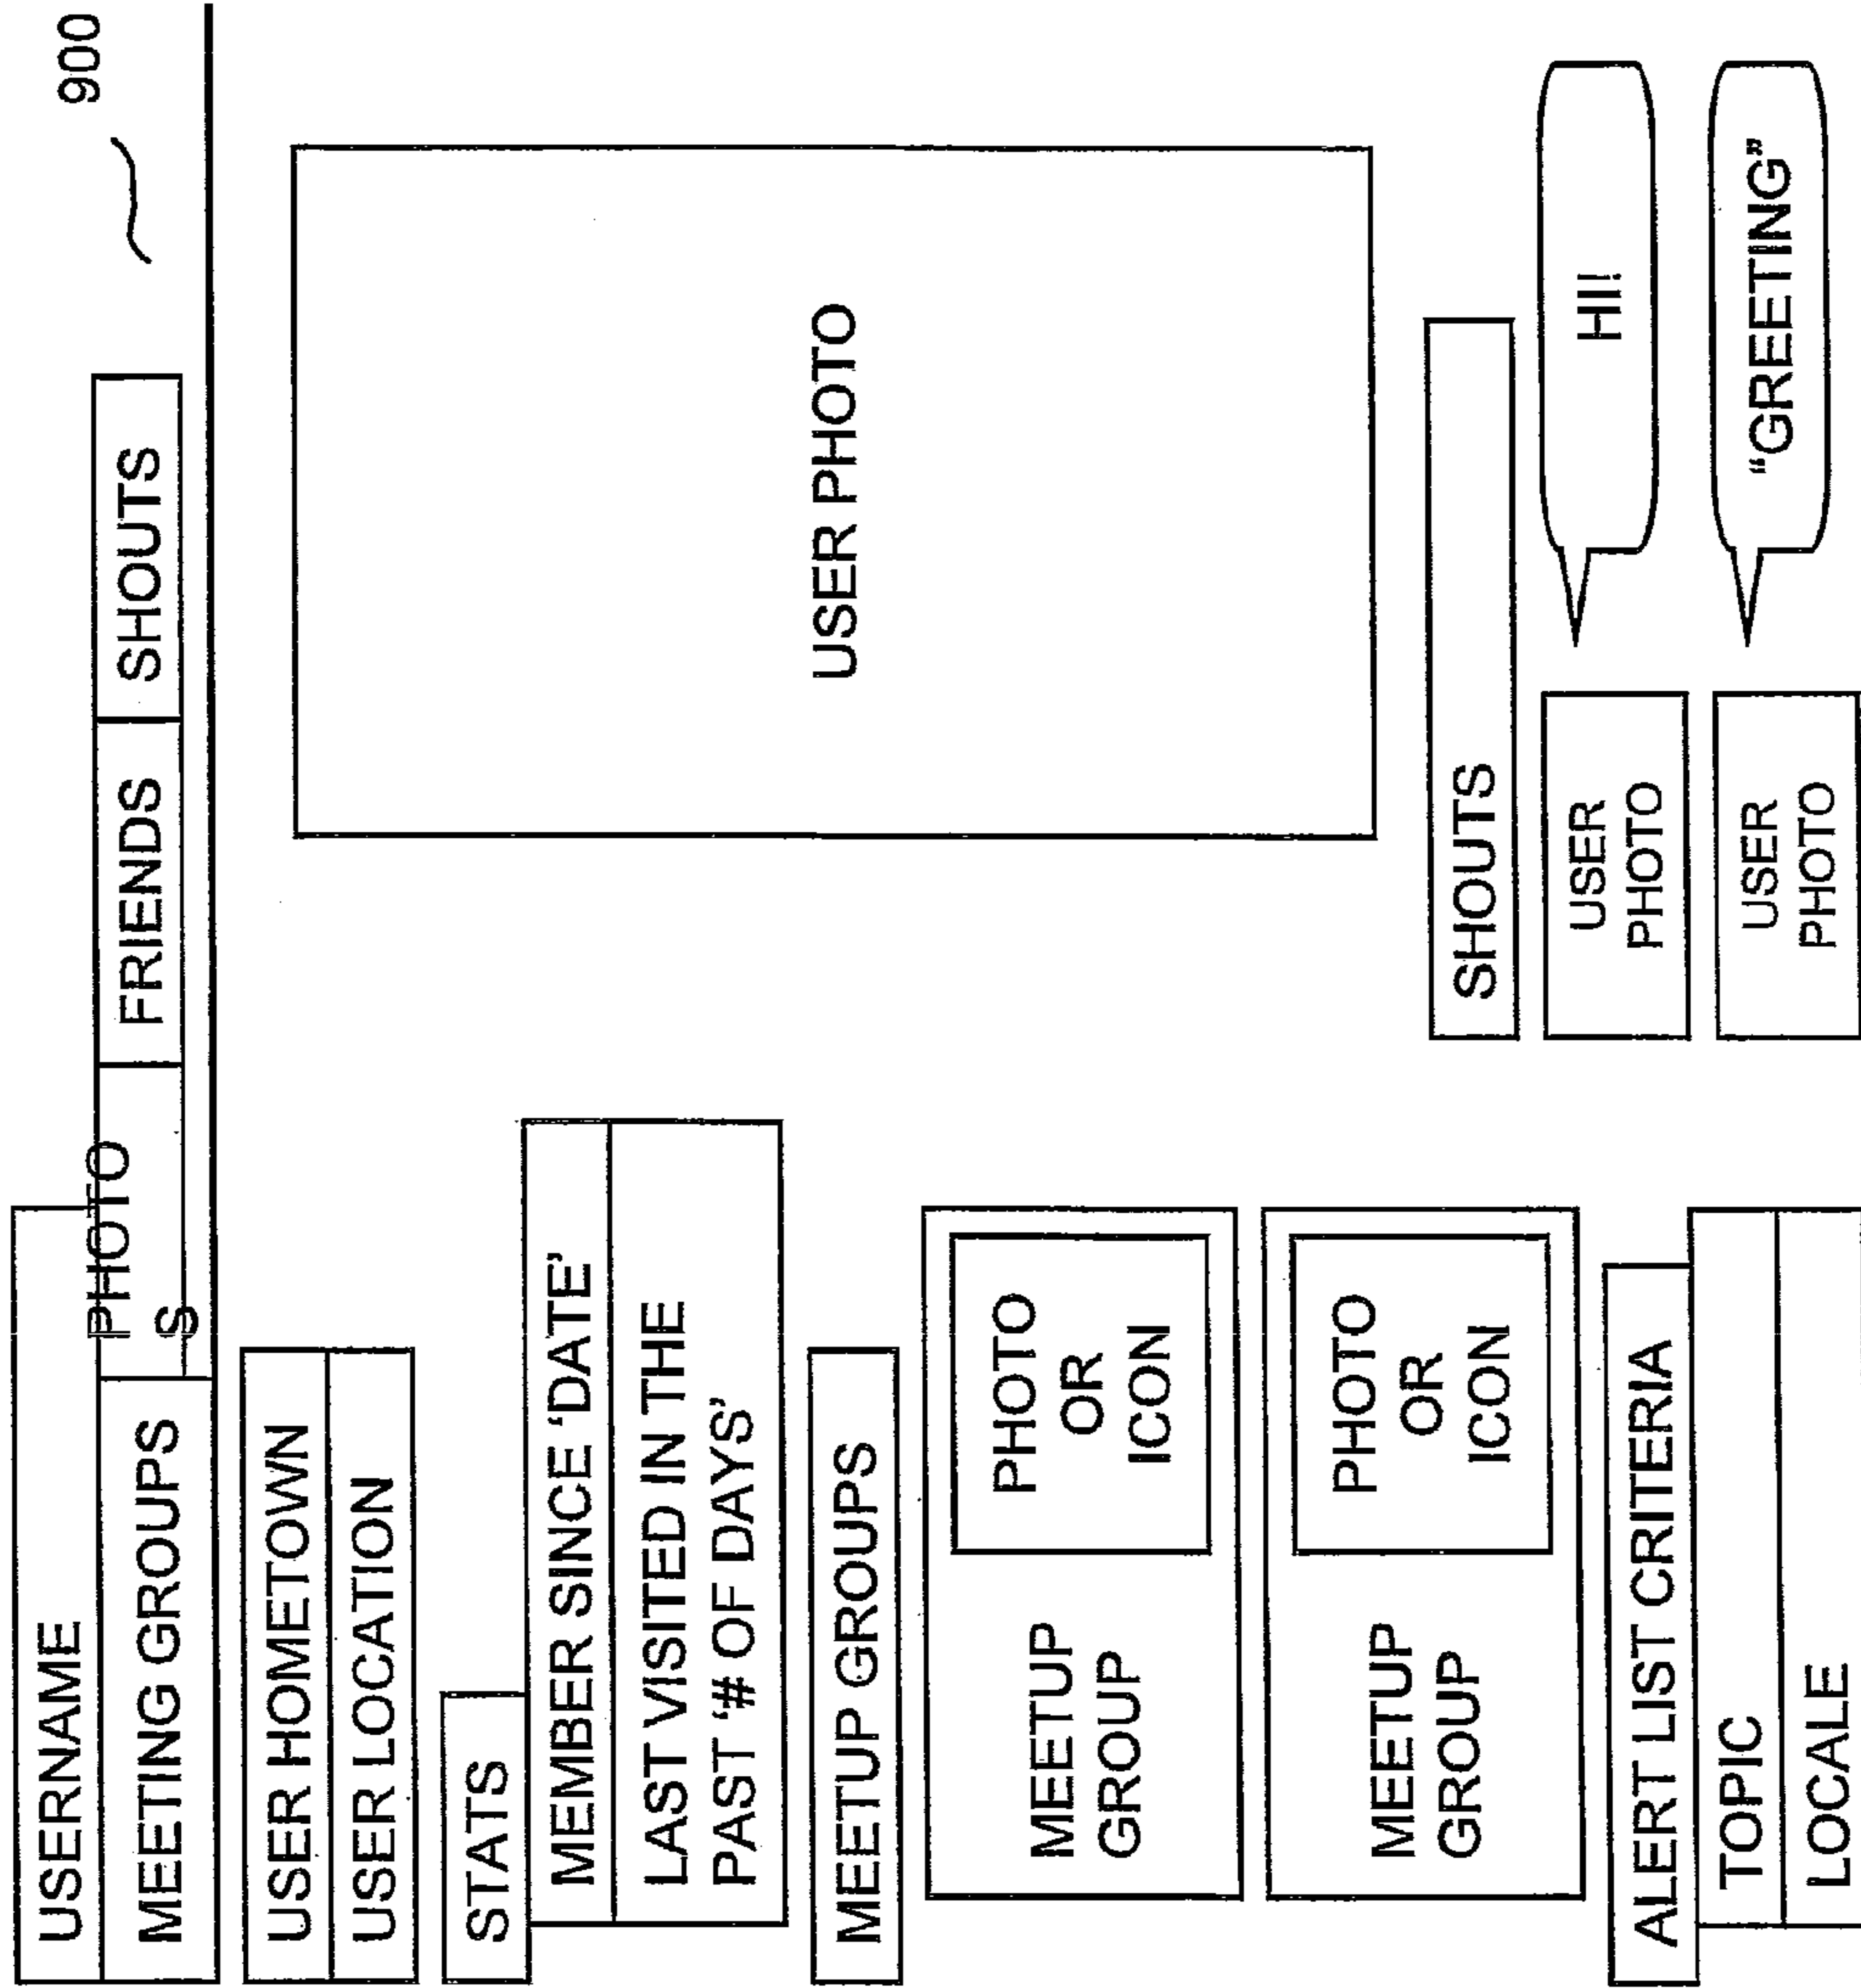 900
USERNAME
MEETING GROUPS
PHOTO
S
FRIENDS
SHOUTS
USER HOMETOWN
USER LOCATION
STATS
MEMBER SINCE 'DATE'
LAST VISITED IN THE
PAST '# OF DAYS'
MEETUP GROUPS
MEETUP
GROUP
PHOTO
OR
ICON
MEETUP
GROUP
PHOTO
OR
ICON
ALERT LIST CRITERIA
TOPIC
LOCALE
USER PHOTO
SHOUTS
USER
PHOTO
HI!
USER
PHOTO
“GREETING”